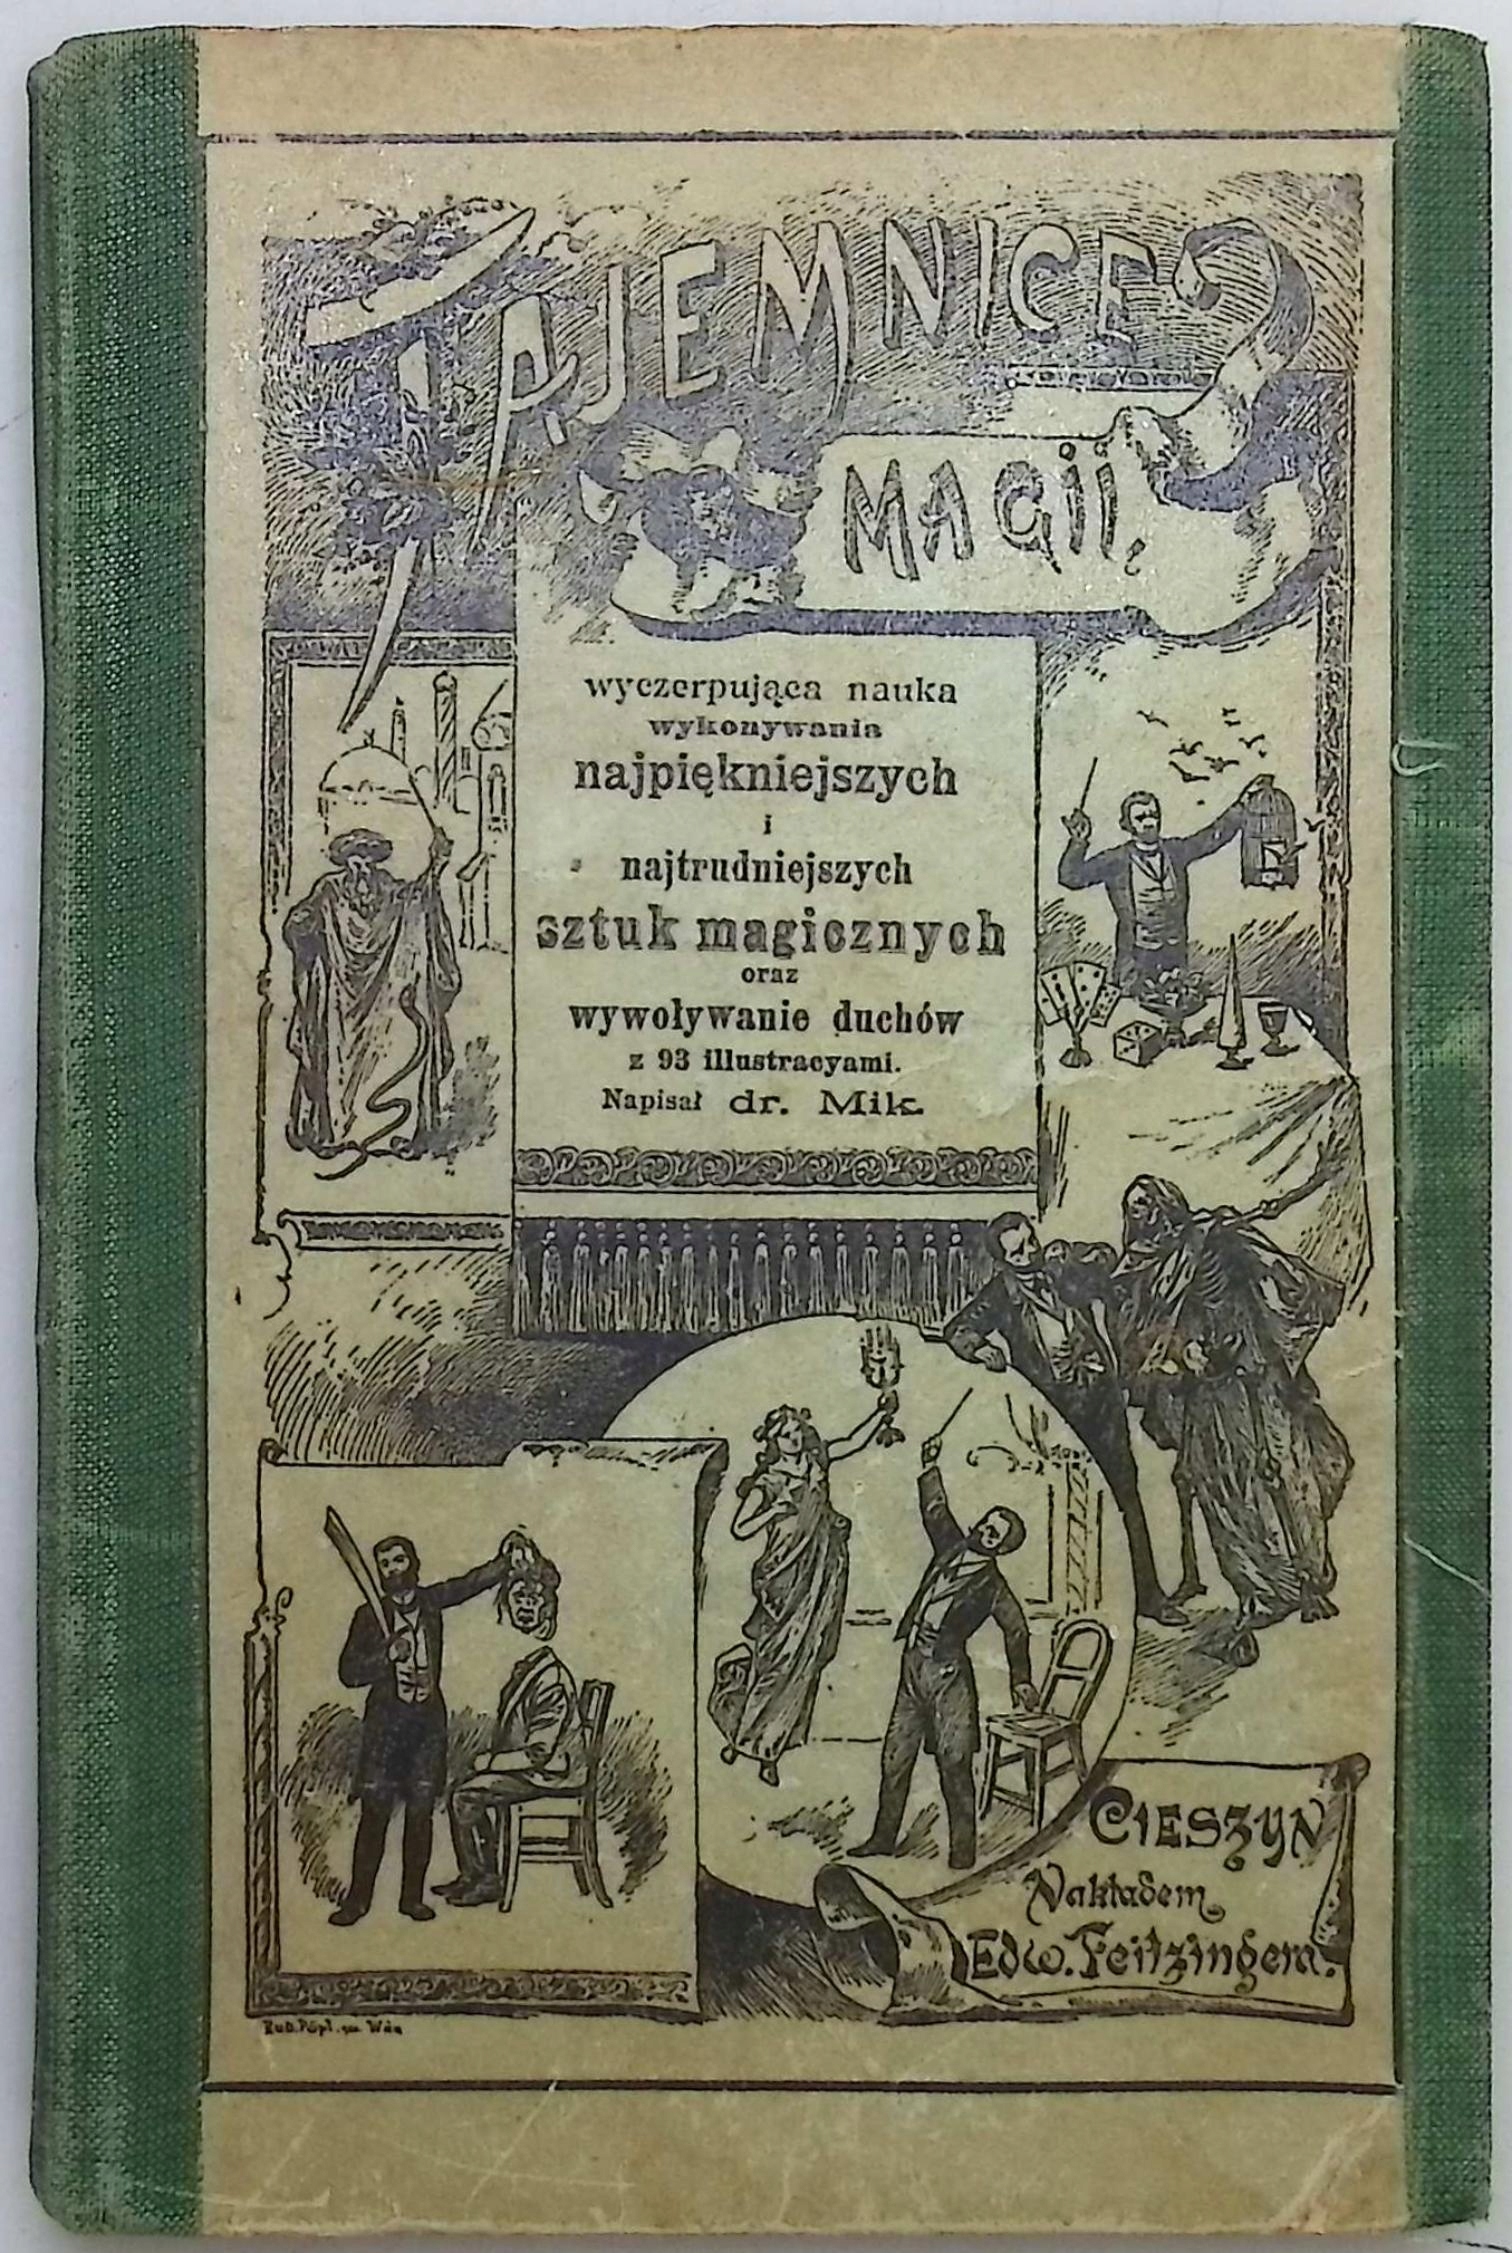 TAJEMNICE
MAGII,
wyczerpująca nauka
wykonywania
najpiękniejszych
i
najtrudniejszych
sztuk magicznych
oraz
wywoływanie duchów
z 93 illustracyami.
Napisał dr. Mik.
CIESZYN
Nakładem
Edw. Feitzingera.